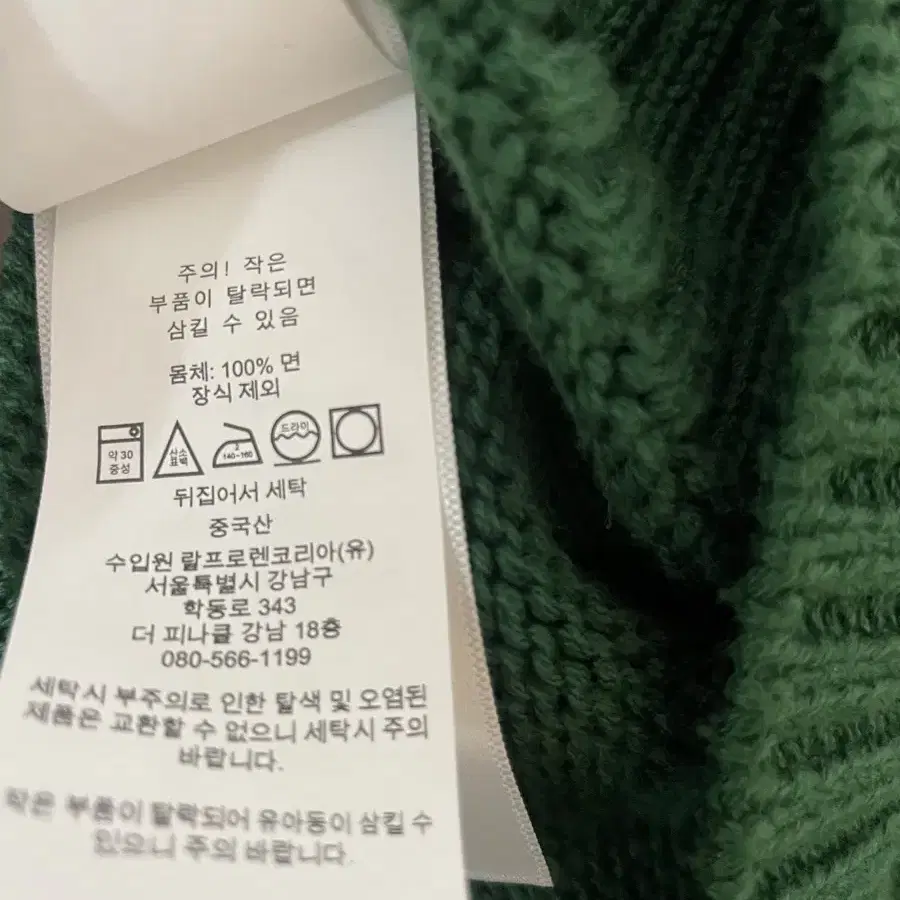 주의! 작은
부품이 탈락되면
삼킬 수 있음
몸체: 100% 면
장식 제외
약 30
중성
산소
표백
2
140~160
드라이
뒤집어서 세탁
중국산
수입원 랄프로렌코리아(유)
서울특별시 강남구
학동로 343
더 피나클 강남 18층
080-566-1199
세탁시 부주의로 인한 탈색 및 오염된
제품은 교환할 수 없으니 세탁시 주의
바랍니다.
작은 부품이 탈락되어 유아동이 삼킬 수
있으니 주의 바랍니다.